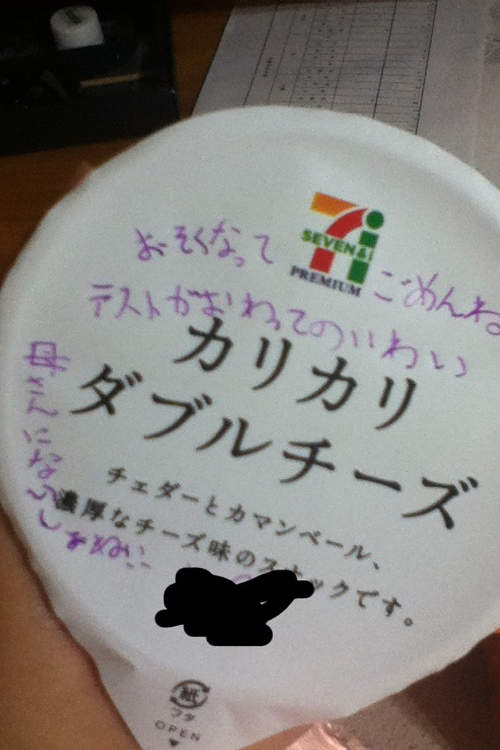 SEVEN&i
PREMIUM
おそくなって ごめんね
テストがおわってのいわい
カリカリ
ダブルチーズ
母さんにないしょね!!
チェダーとカマンベール、
濃厚なチーズ味のスナックです。
紙
フタ
OPEN